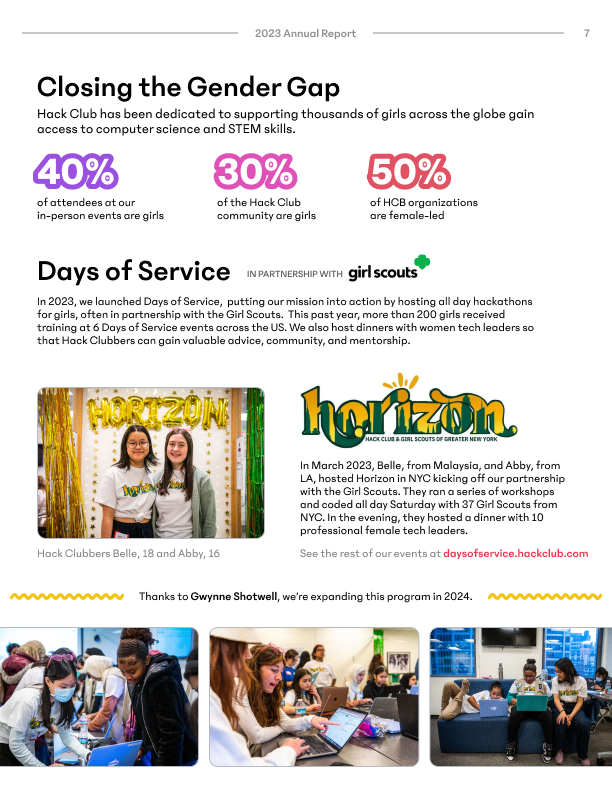 2023 Annual Report
7
Closing the Gender Gap
Hack Club has been dedicated to supporting thousands of girls across the globe gain
access to computer science and STEM skills.
40%
of attendees at our
in-person events are girls
30%
of the Hack Club
community are girls
50%
of HCB organizations
are female-led
Days of Service
IN PARTNERSHIP WITH
girl scouts
In 2023, we launched Days of Service, putting our mission into action by hosting all day hackathons
for girls, often in partnership with the Girl Scouts. This past year, more than 200 girls received
training at 6 Days of Service events across the US. We also host dinners with women tech leaders so
that Hack Clubbers can gain valuable advice, community, and mentorship.
HORIZON
horizon
HACK CLUB & GIRL SCOUTS OF GREATER NEW YORK
In March 2023, Belle, from Malaysia, and Abby, from
LA, hosted Horizon in NYC kicking off our partnership
with the Girl Scouts. They ran a series of workshops
and coded all day Saturday with 37 Girl Scouts from
NYC. In the evening, they hosted a dinner with 10
professional female tech leaders.
Hack Clubbers Belle, 18 and Abby, 16
See the rest of our events at daysofservice.hackclub.com
Thanks to Gwynne Shotwell, we're expanding this program in 2024.